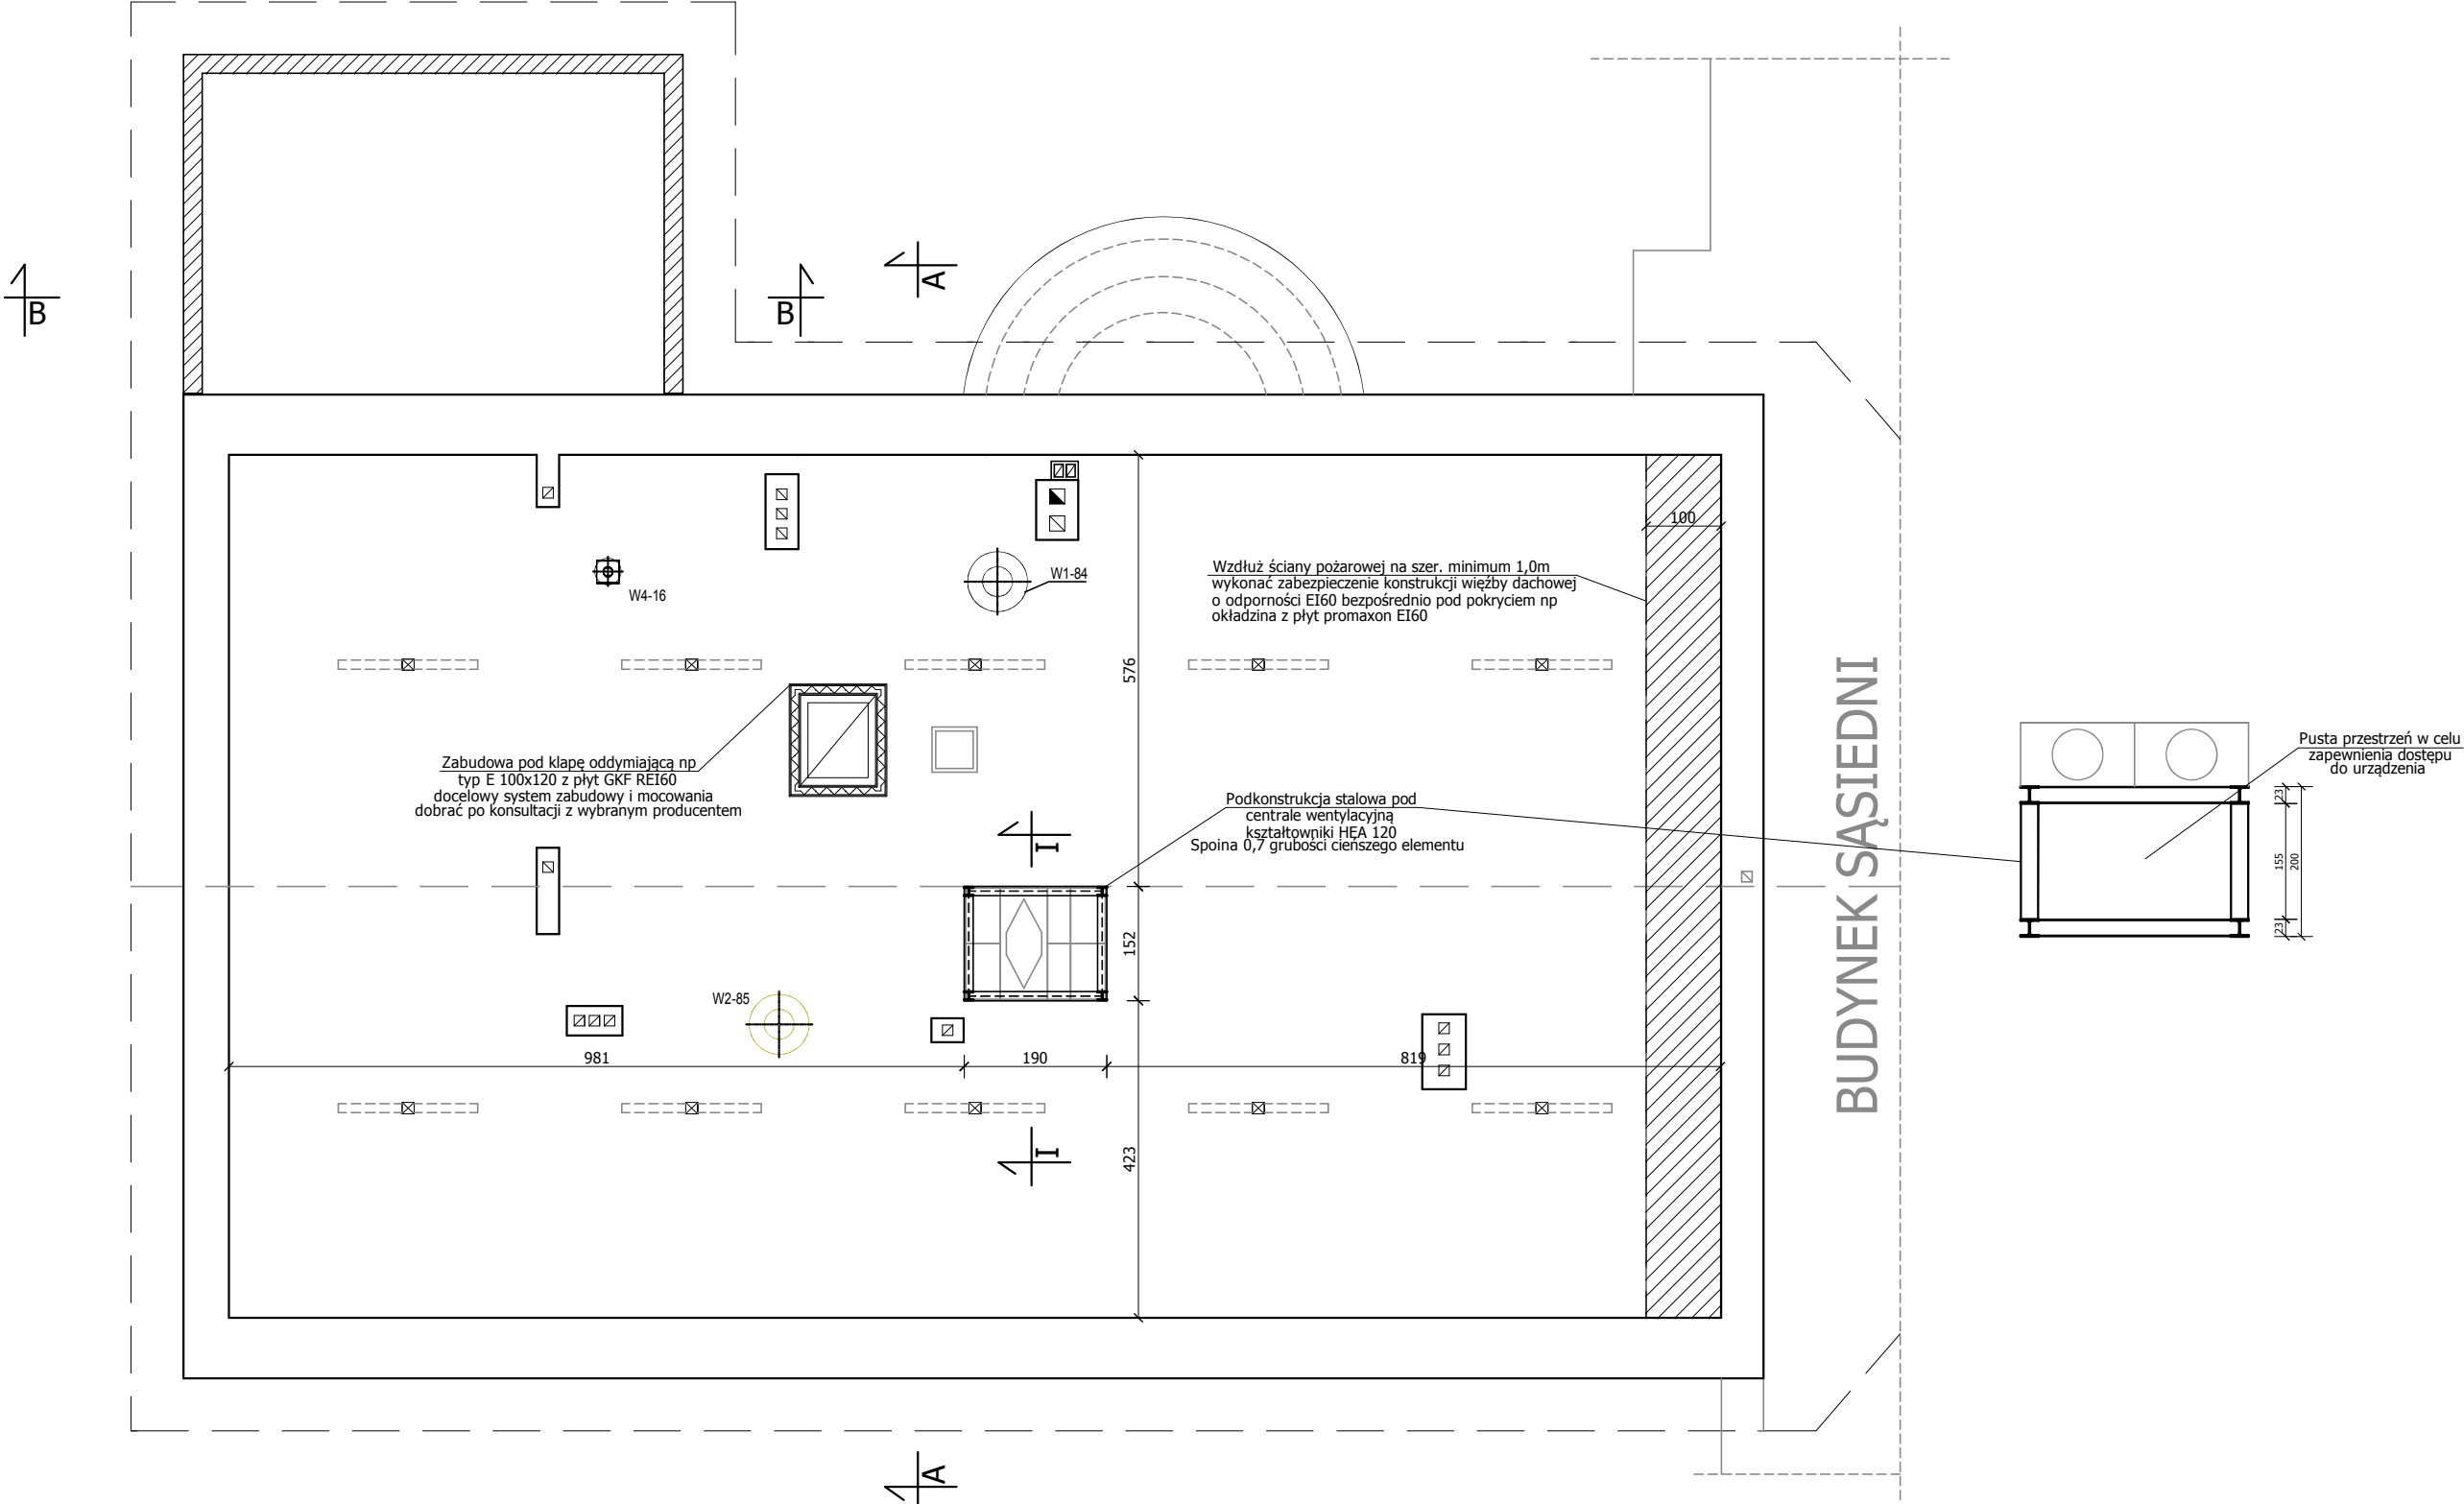 B
B
A
100
W1-84
W4-16
Wzdłuż ściany pożarowej na szer. minimum 1,0m
wykonać zabezpieczenie konstrukcji więźby dachowej
o odporności EI60 bezpośrednio pod pokryciem np
okładzina z płyt promaxon EI60
576
BUDYNEK SĄSIEDNI
Zabudowa pod klapę oddymiającą np
typ E 100x120 z płyt GKF REI60
docelowy system zabudowy i mocowania
dobrać po konsultacji z wybranym producentem
Pusta przestrzeń w celu
zapewnienia dostępu
do urządzenia
Podkonstrukcja stalowa pod
centrale wentylacyjną
kształtowniki HEA 120
Spoina 0,7 grubości cieńszego elementu
23
155
200
23
I
152
W2-85
981
190
819
423
I
A